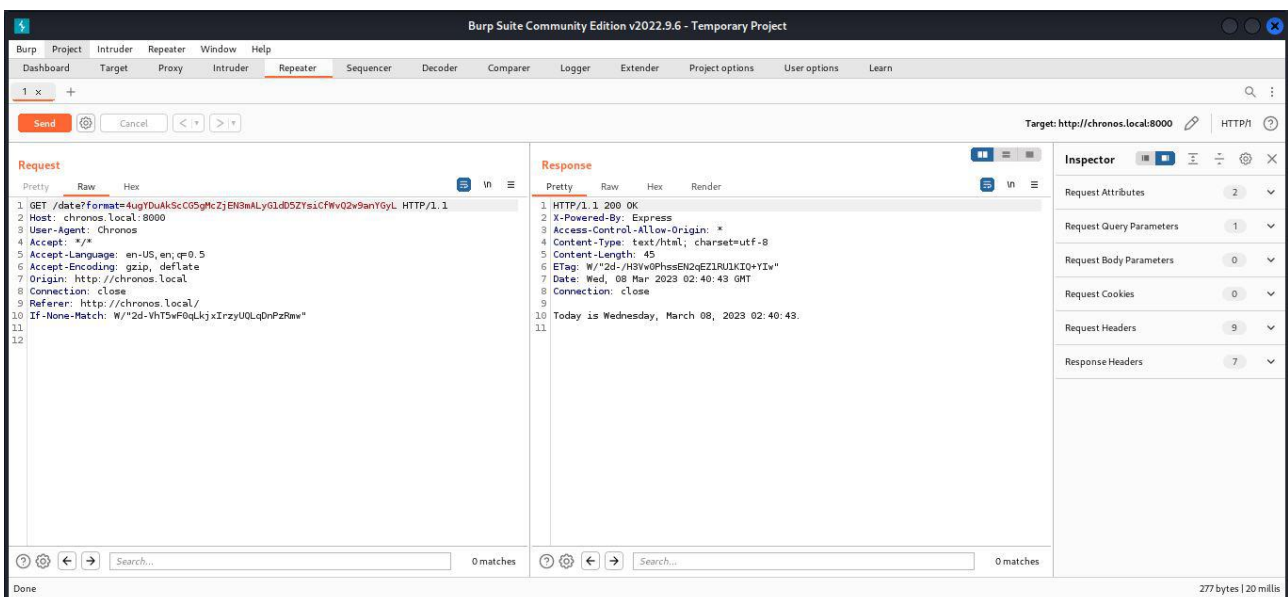 Burp Suite Community Edition v2022.9.6 - Temporary Project
Burp Project Intruder Repeater Window Help
Dashboard Target Proxy Intruder Repeater Sequencer Decoder Comparer Logger Extender Project options User options Learn
1 × +
Send Cancel < > Target: http://chronos.local:8000 HTTP/1
Request
Pretty Raw Hex \n
1 GET /date?format=4ugYDuAkScCG5gMcZjEN3mALyG1dD5ZYsiCfWvQ2w9anYGyL HTTP/1.1
2 Host: chronos.local:8000
3 User-Agent: Chronos
4 Accept: */*
5 Accept-Language: en-US,en;q=0.5
6 Accept-Encoding: gzip, deflate
7 Origin: http://chronos.local
8 Connection: close
9 Referer: http://chronos.local/
10 If-None-Match: W/"2d-VhT5wF0qLkjxIrzyUQLqDnPzRmw"
11
12
Search... 0 matches
Response
Pretty Raw Hex Render \n
1 HTTP/1.1 200 OK
2 X-Powered-By: Express
3 Access-Control-Allow-Origin: *
4 Content-Type: text/html; charset=utf-8
5 Content-Length: 45
6 ETag: W/"2d-/H3Vw0PhssEN2qEZ1RU1KIQ+YIw"
7 Date: Wed, 08 Mar 2023 02:40:43 GMT
8 Connection: close
9
10 Today is Wednesday, March 08, 2023 02:40:43.
11
Search... 0 matches
Inspector
Request Attributes 2
Request Query Parameters 1
Request Body Parameters 0
Request Cookies 0
Request Headers 9
Response Headers 7
Done 277 bytes | 20 millis